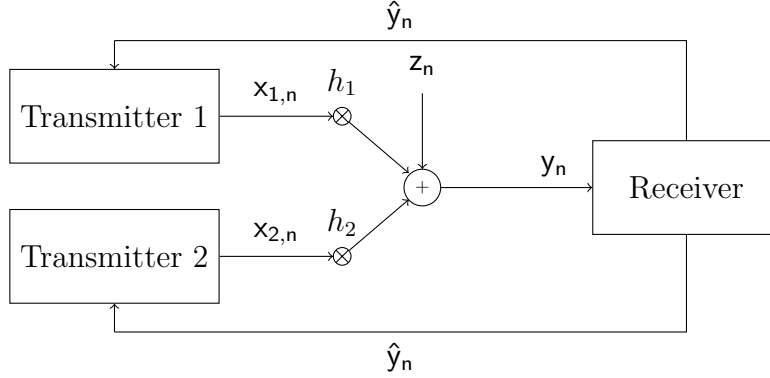 ŷₙ
zₙ
Transmitter 1
x₁,ₙ
h₁
yₙ
Receiver
Transmitter 2
x₂,ₙ
h₂
+
ŷₙ